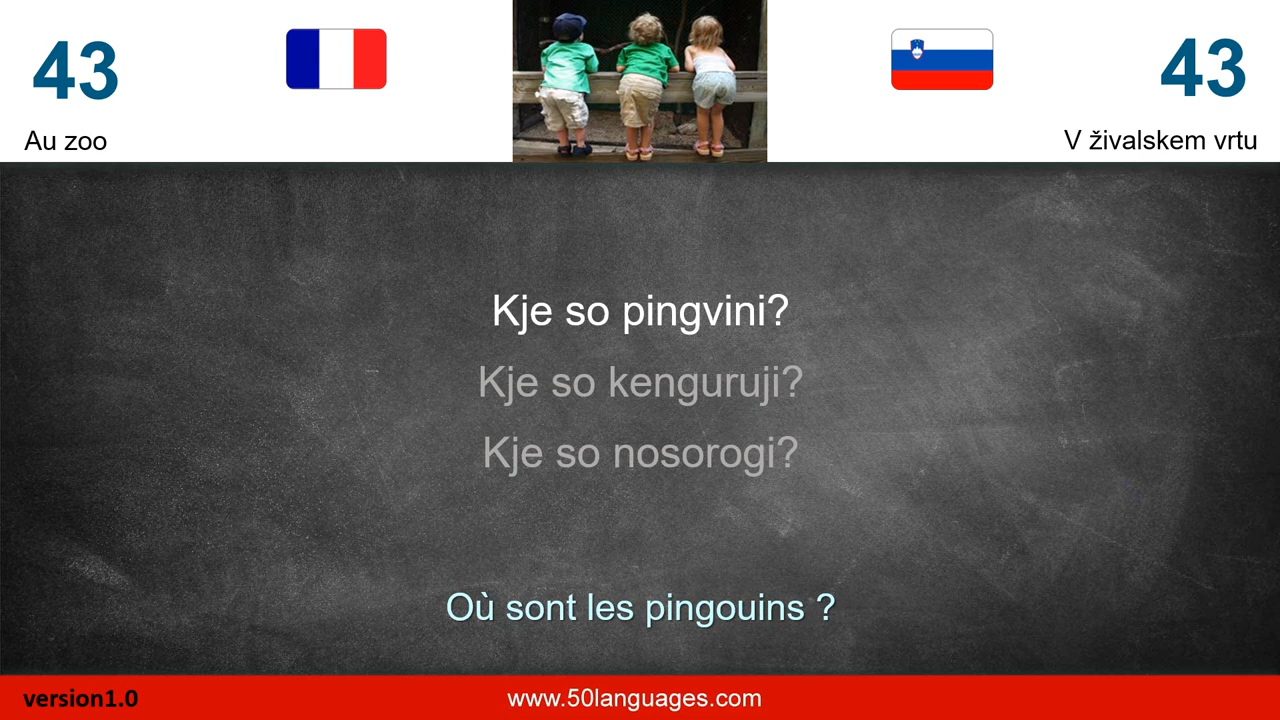 43
43
Au zoo
V živalskem vrtu
Kje so pingvini?
Kje so kenguruji?
Kje so nosorogi?
Où sont les pingouins ?
version1.0
www.50languages.com